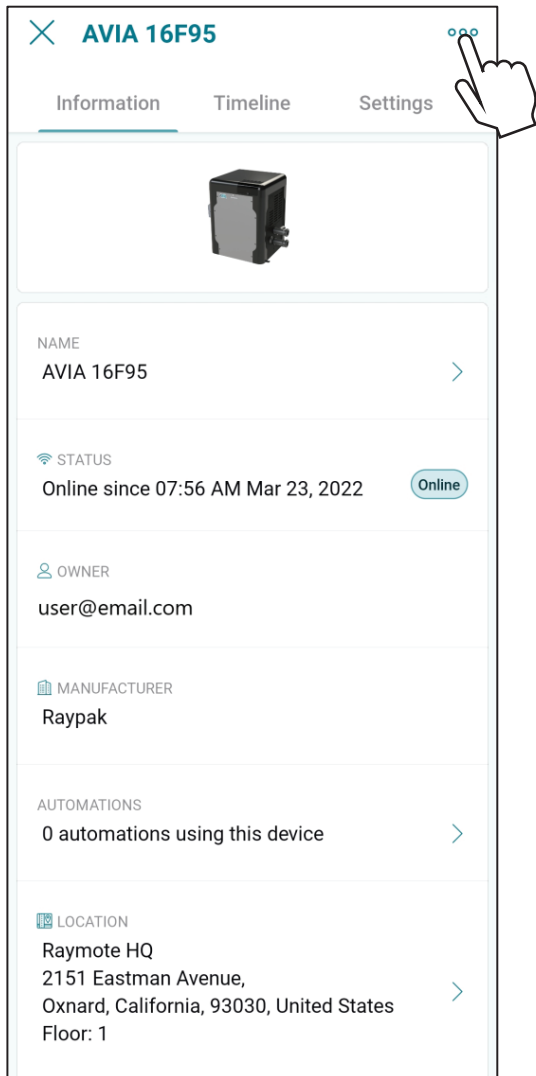 AVIA 16F95
Information Timeline Settings
NAME
AVIA 16F95
STATUS
Online since 07:56 AM Mar 23, 2022 Online
OWNER
user@email.com
MANUFACTURER
Raypak
AUTOMATIONS
0 automations using this device
LOCATION
Raymote HQ
2151 Eastman Avenue,
Oxnard, California, 93030, United States
Floor: 1